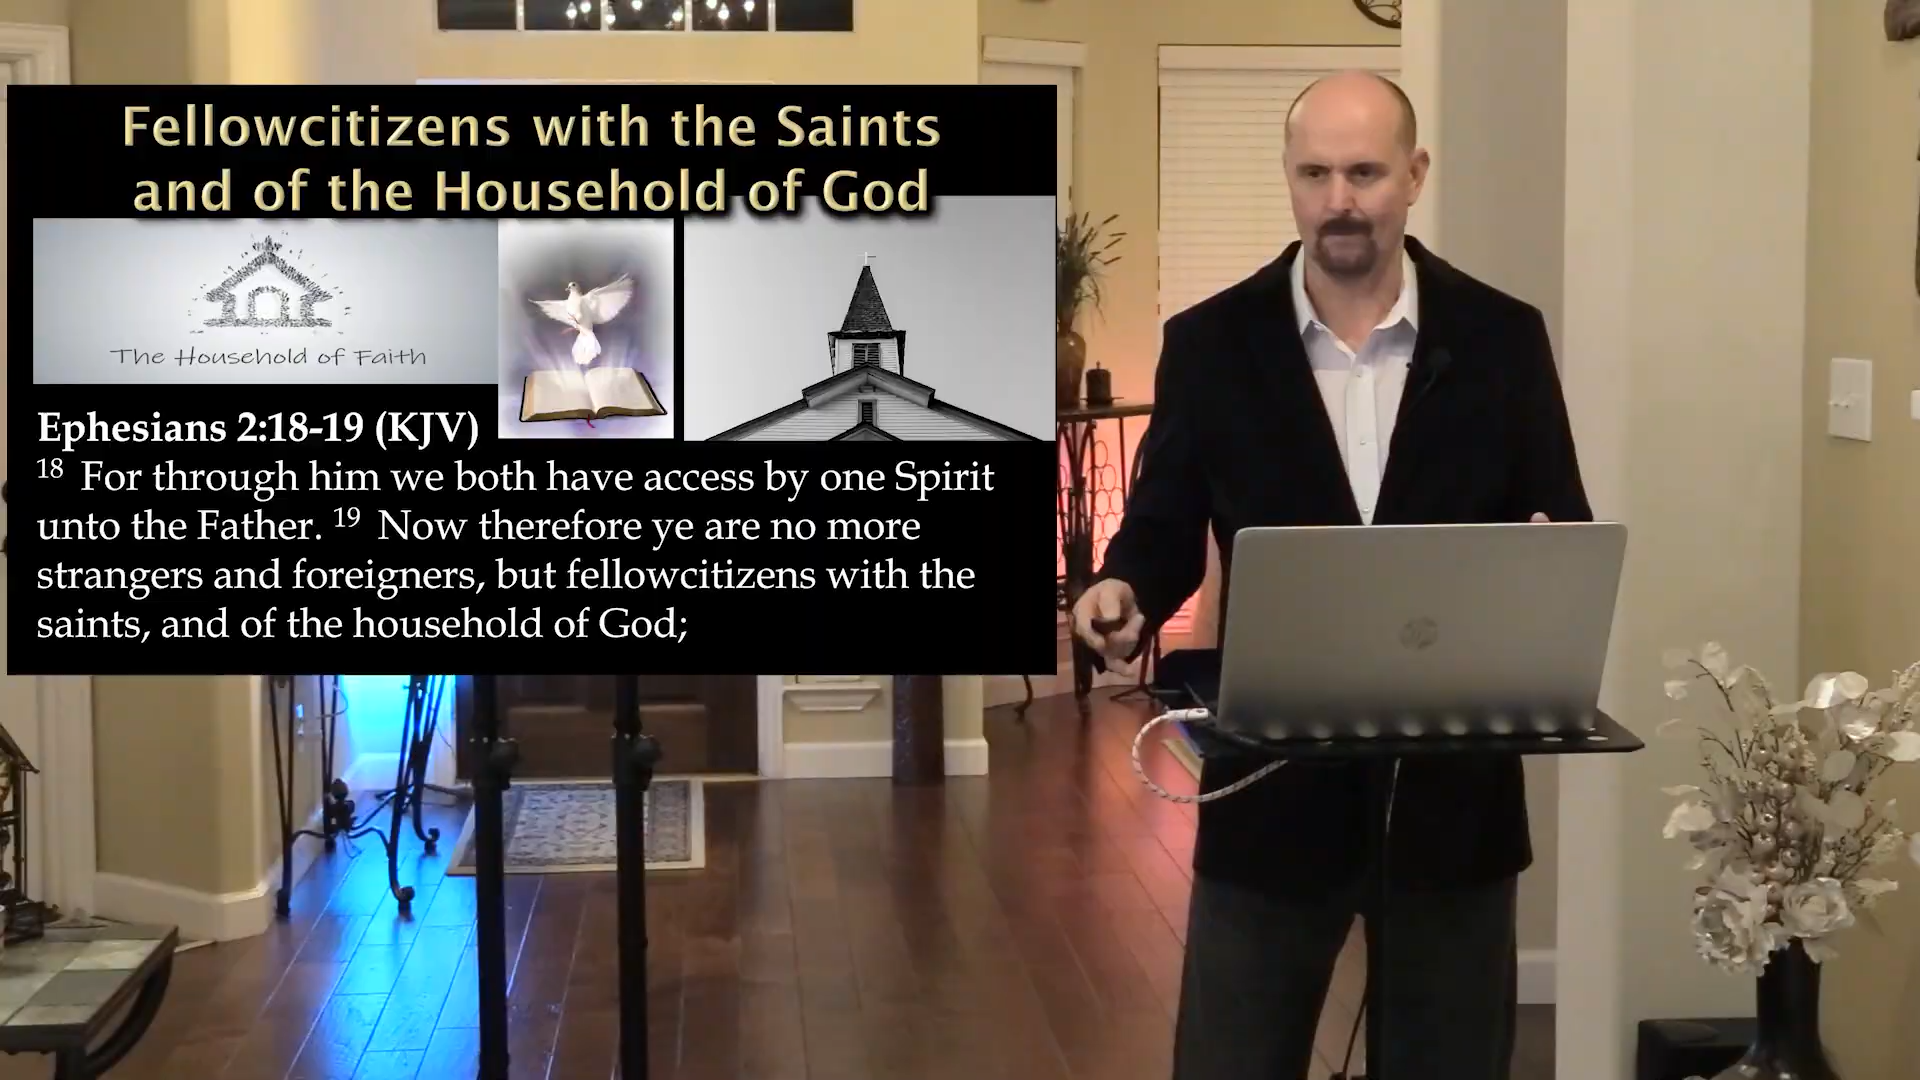 Fellowcitizens with the Saints
and of the Household of God
The Household of Faith
Ephesians 2:18-19 (KJV)
18 For through him we both have access by one Spirit
unto the Father. 19 Now therefore ye are no more
strangers and foreigners, but fellowcitizens with the
saints, and of the household of God;